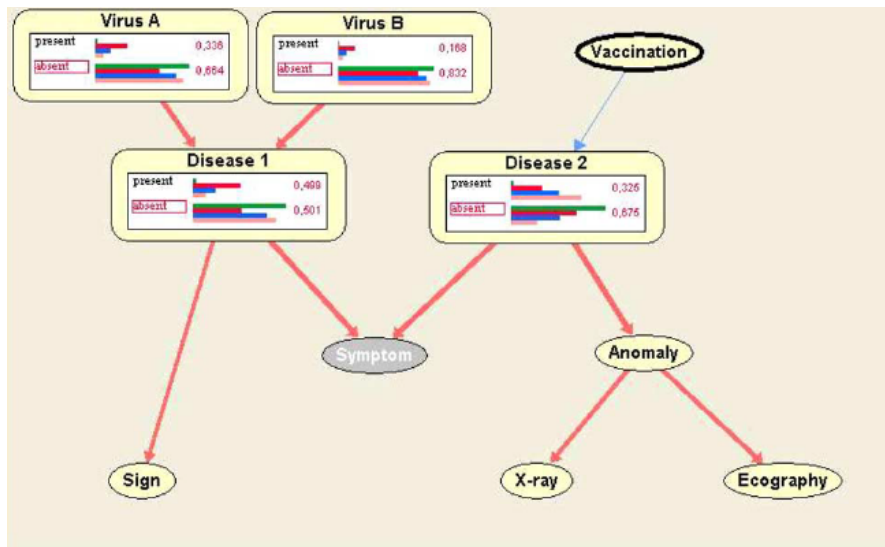 Virus A
present 0,336
absent 0,664
Virus B
present 0,168
absent 0,832
Vaccination
Disease 1
present 0,499
absent 0,501
Disease 2
present 0,325
absent 0,675
Symptom
Anomaly
Sign
X-ray
Ecography